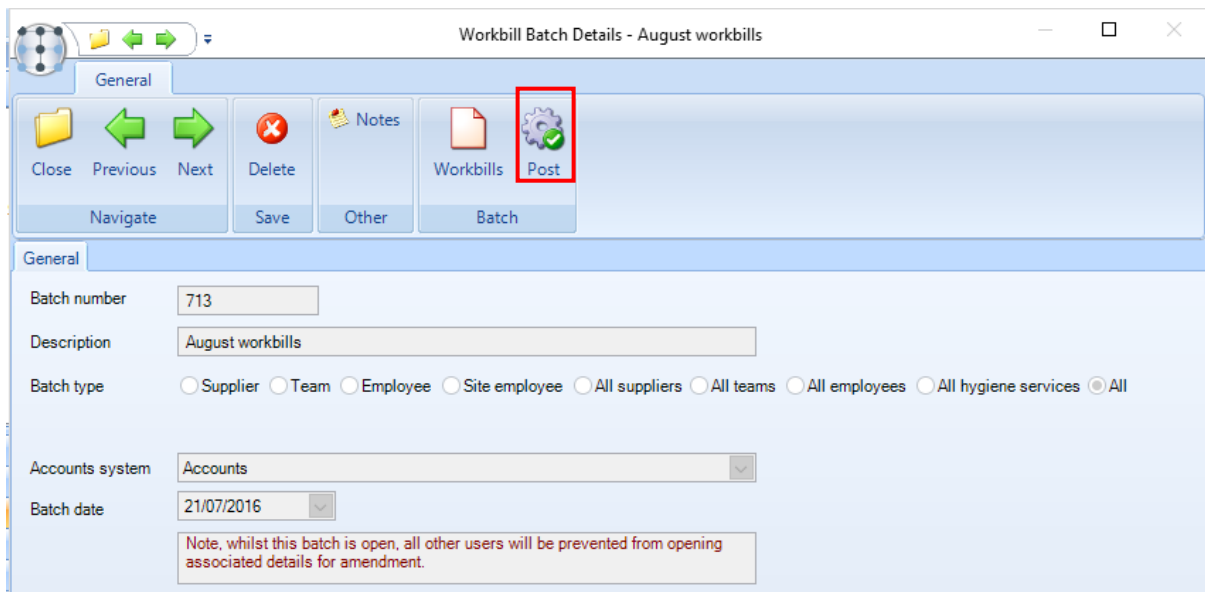 Workbill Batch Details - August workbills
General
Close Previous Next Delete Notes Workbills Post
Navigate Save Other Batch
General
Batch number 713
Description August workbills
Batch type Supplier Team Employee Site employee All suppliers All teams All employees All hygiene services All
Accounts system Accounts
Batch date 21/07/2016
Note, whilst this batch is open, all other users will be prevented from opening
associated details for amendment.